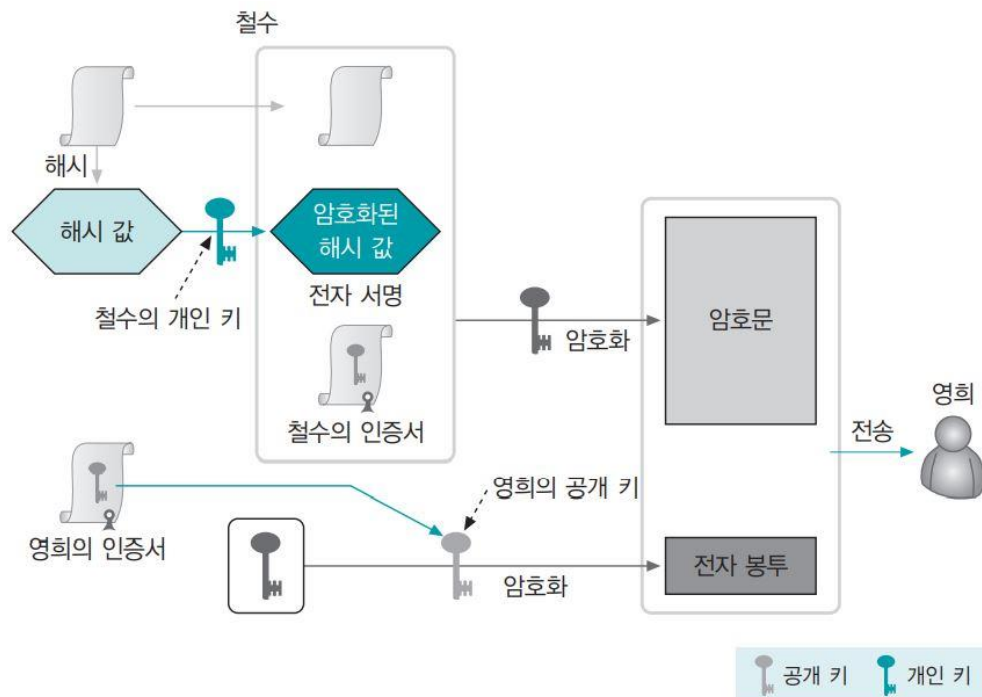 철수
해시
해시 값
암호화된
해시 값
전자 서명
철수의 개인 키
철수의 인증서
암호화
암호문
영희
전송
영희의 인증서
영희의 공개 키
암호화
전자 봉투
공개 키
개인 키